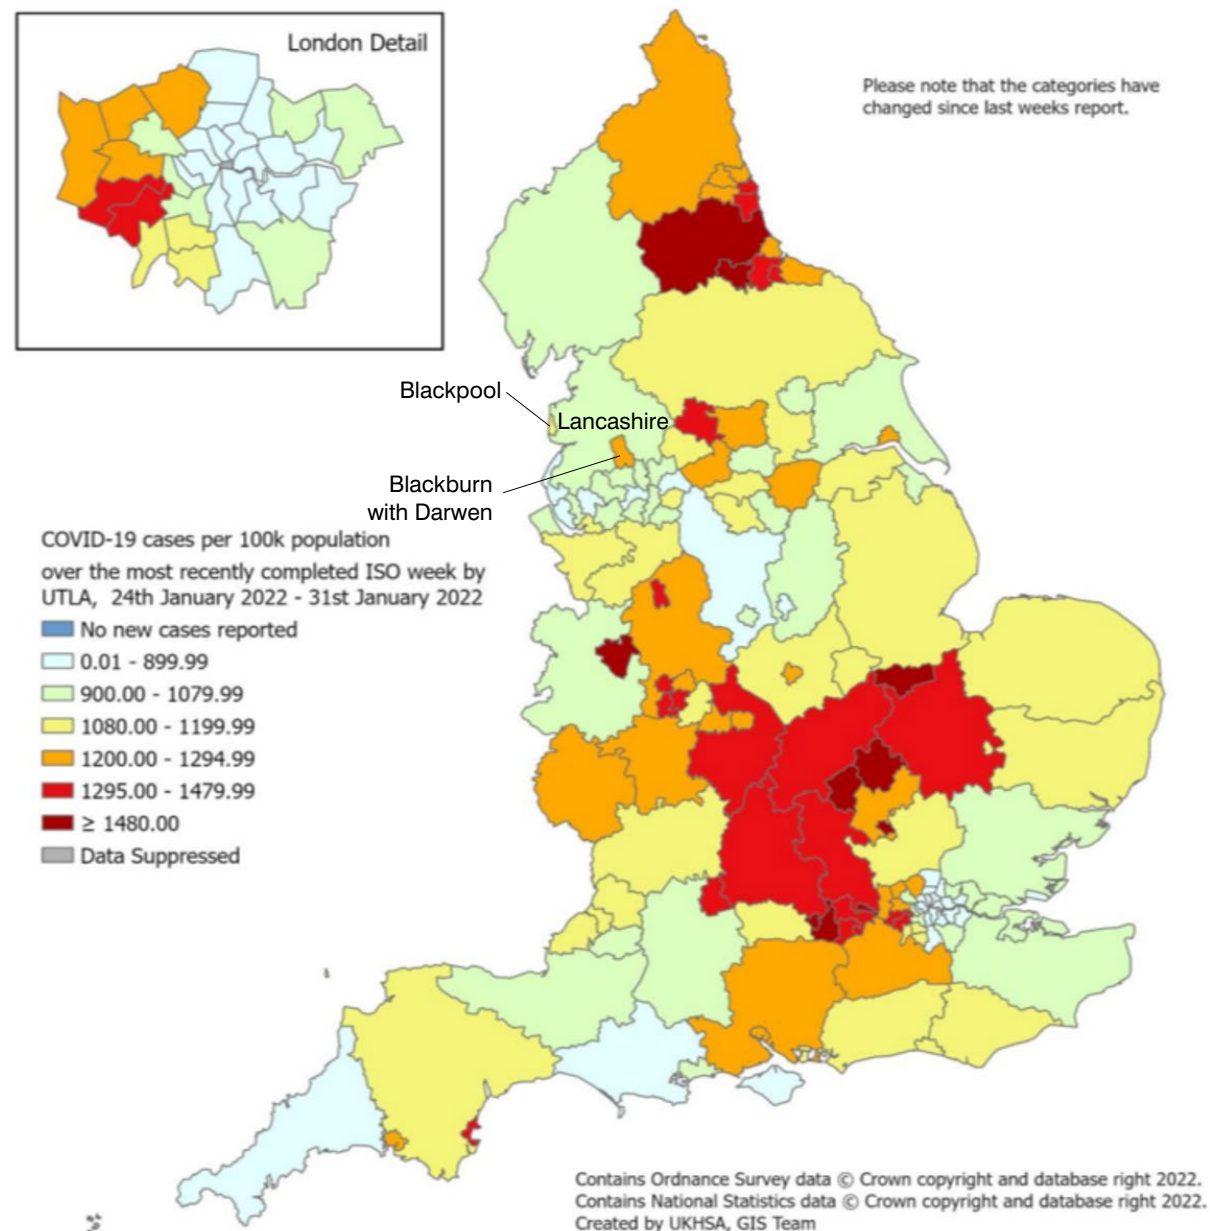 London Detail
Please note that the categories have
changed since last weeks report.
Blackpool
Lancashire
Blackburn
with Darwen
COVID-19 cases per 100k population
over the most recently completed ISO week by
UTLA, 24th January 2022 - 31st January 2022
No new cases reported
0.01 - 899.99
900.00 - 1079.99
1080.00 - 1199.99
1200.00 - 1294.99
1295.00 - 1479.99
≥ 1480.00
Data Suppressed
Contains Ordnance Survey data © Crown copyright and database right 2022.
Contains National Statistics data © Crown copyright and database right 2022.
Created by UKHSA, GIS Team